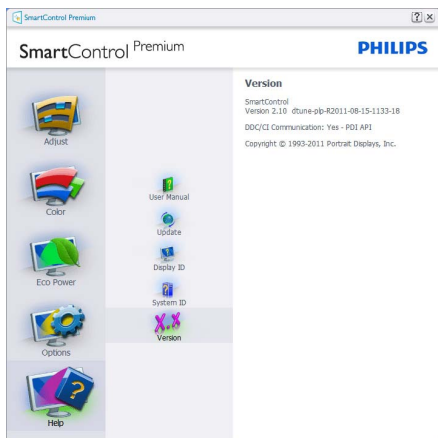 SmartControl Premium
SmartControl Premium
PHILIPS
Adjust
Color
Eco Power
Options
Help
User Manual
Update
Display ID
System ID
X.X
Version
Version
SmartControl
Version 2.10 dtune-plp-R2011-08-15-1133-18
DDC/CI Communication: Yes - PDI API
Copyright © 1993-2011 Portrait Displays, Inc.